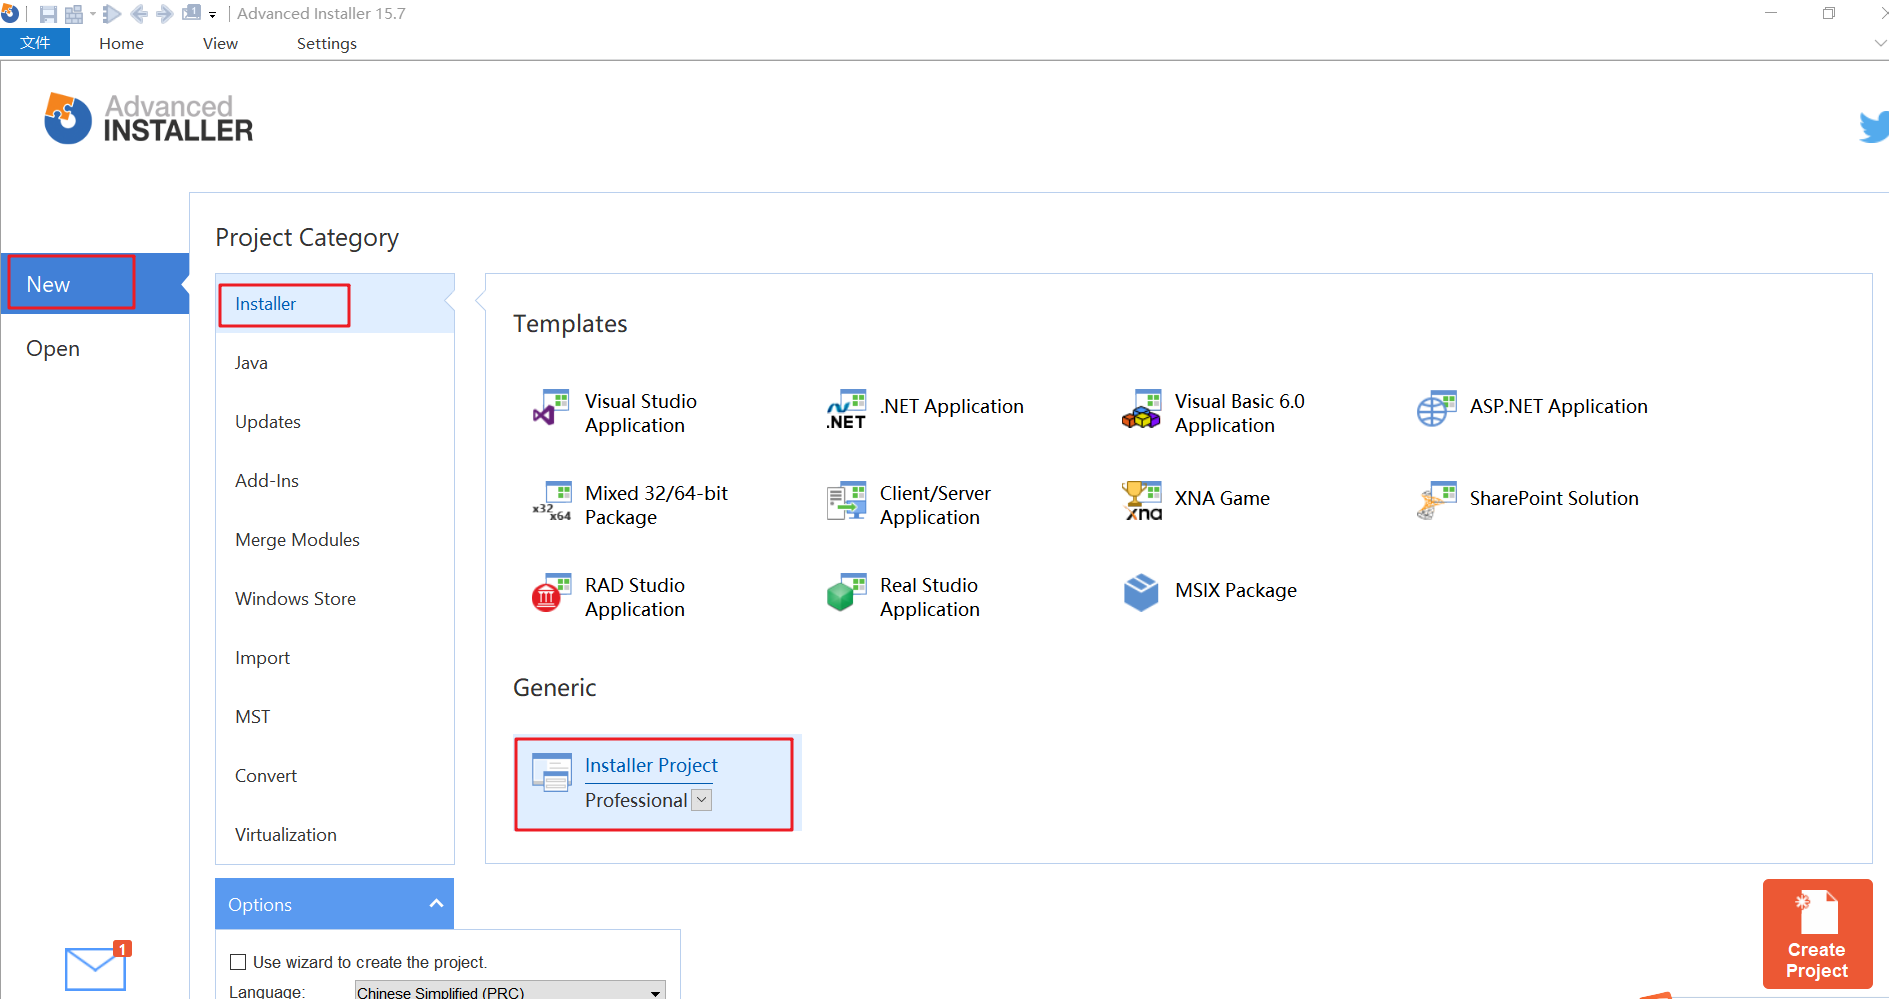 Advanced Installer 15.7
文件
Home
View
Settings
Advanced
INSTALLER
Project Category
New
Open
Installer
Java
Updates
Add-Ins
Merge Modules
Windows Store
Import
MST
Convert
Virtualization
Templates
Visual Studio
Application
.NET
.NET Application
Visual Basic 6.0
Application
ASP.NET Application
x32
x64
Mixed 32/64-bit
Package
Client/Server
Application
xna
XNA Game
SharePoint Solution
RAD Studio
Application
Real Studio
Application
MSIX Package
Generic
Installer Project
Professional
Options
Use wizard to create the project.
Language:
Chinese Simplified (PRC)
1
Create
Project